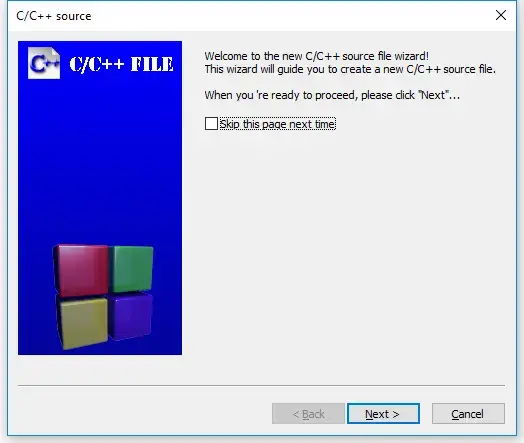 C/C++ source
C++
C/C++ FILE
Welcome to the new C/C++ source file wizard!
This wizard will guide you to create a new C/C++ source file.
When you 're ready to proceed, please click "Next"...
Skip this page next time
< Back
Next >
Cancel